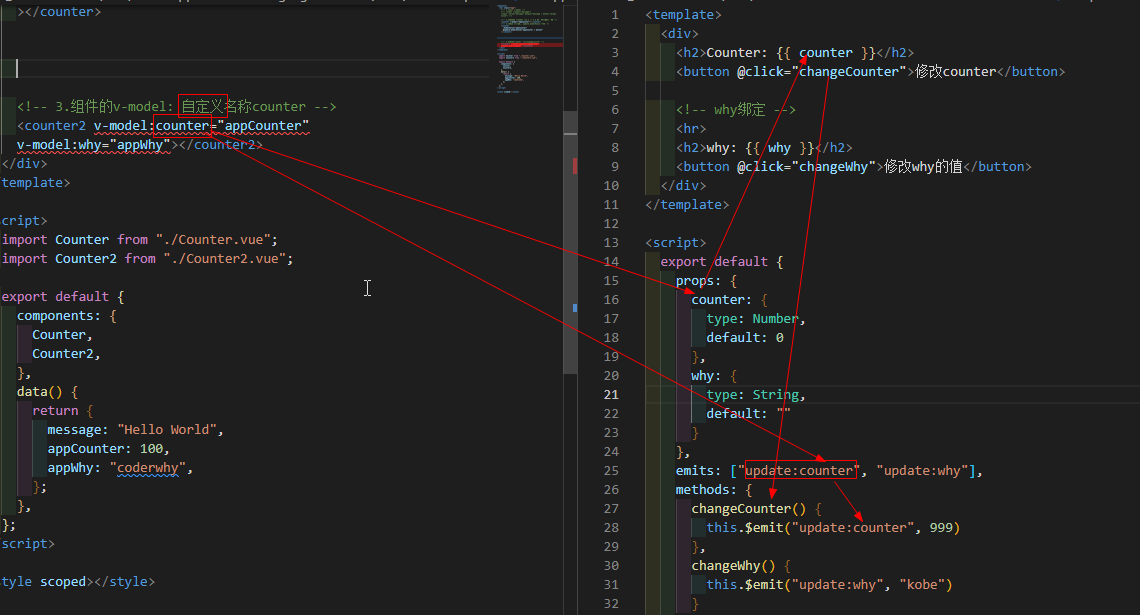 ></counter>
<!-- 3.组件的v-model: 自定义名称counter -->
<counter2 v-model:counter="appCounter"
v-model:why="appWhy"></counter2>
</div>
template>
cript>
import Counter from "./Counter.vue";
import Counter2 from "./Counter2.vue";
export default {
components: {
Counter,
Counter2,
},
data() {
return {
message: "Hello World",
appCounter: 100,
appWhy: "coderwhy",
};
},
};
script>
tyle scoped></style>
1 <template>
2 <div>
3 <h2>Counter: {{ counter }}</h2>
4 <button @click="changeCounter">修改counter</button>
5
6 <!-- why绑定 -->
7 <hr>
8 <h2>why: {{ why }}</h2>
9 <button @click="changeWhy">修改why的值</button>
10 </div>
11 </template>
12
13 <script>
14 export default {
15 props: {
16 counter: {
17 type: Number,
18 default: 0
19 },
20 why: {
21 type: String,
22 default: ""
23 }
24 },
25 emits: ["update:counter", "update:why"],
26 methods: {
27 changeCounter() {
28 this.$emit("update:counter", 999)
29 },
30 changeWhy() {
31 this.$emit("update:why", "kobe")
32 }